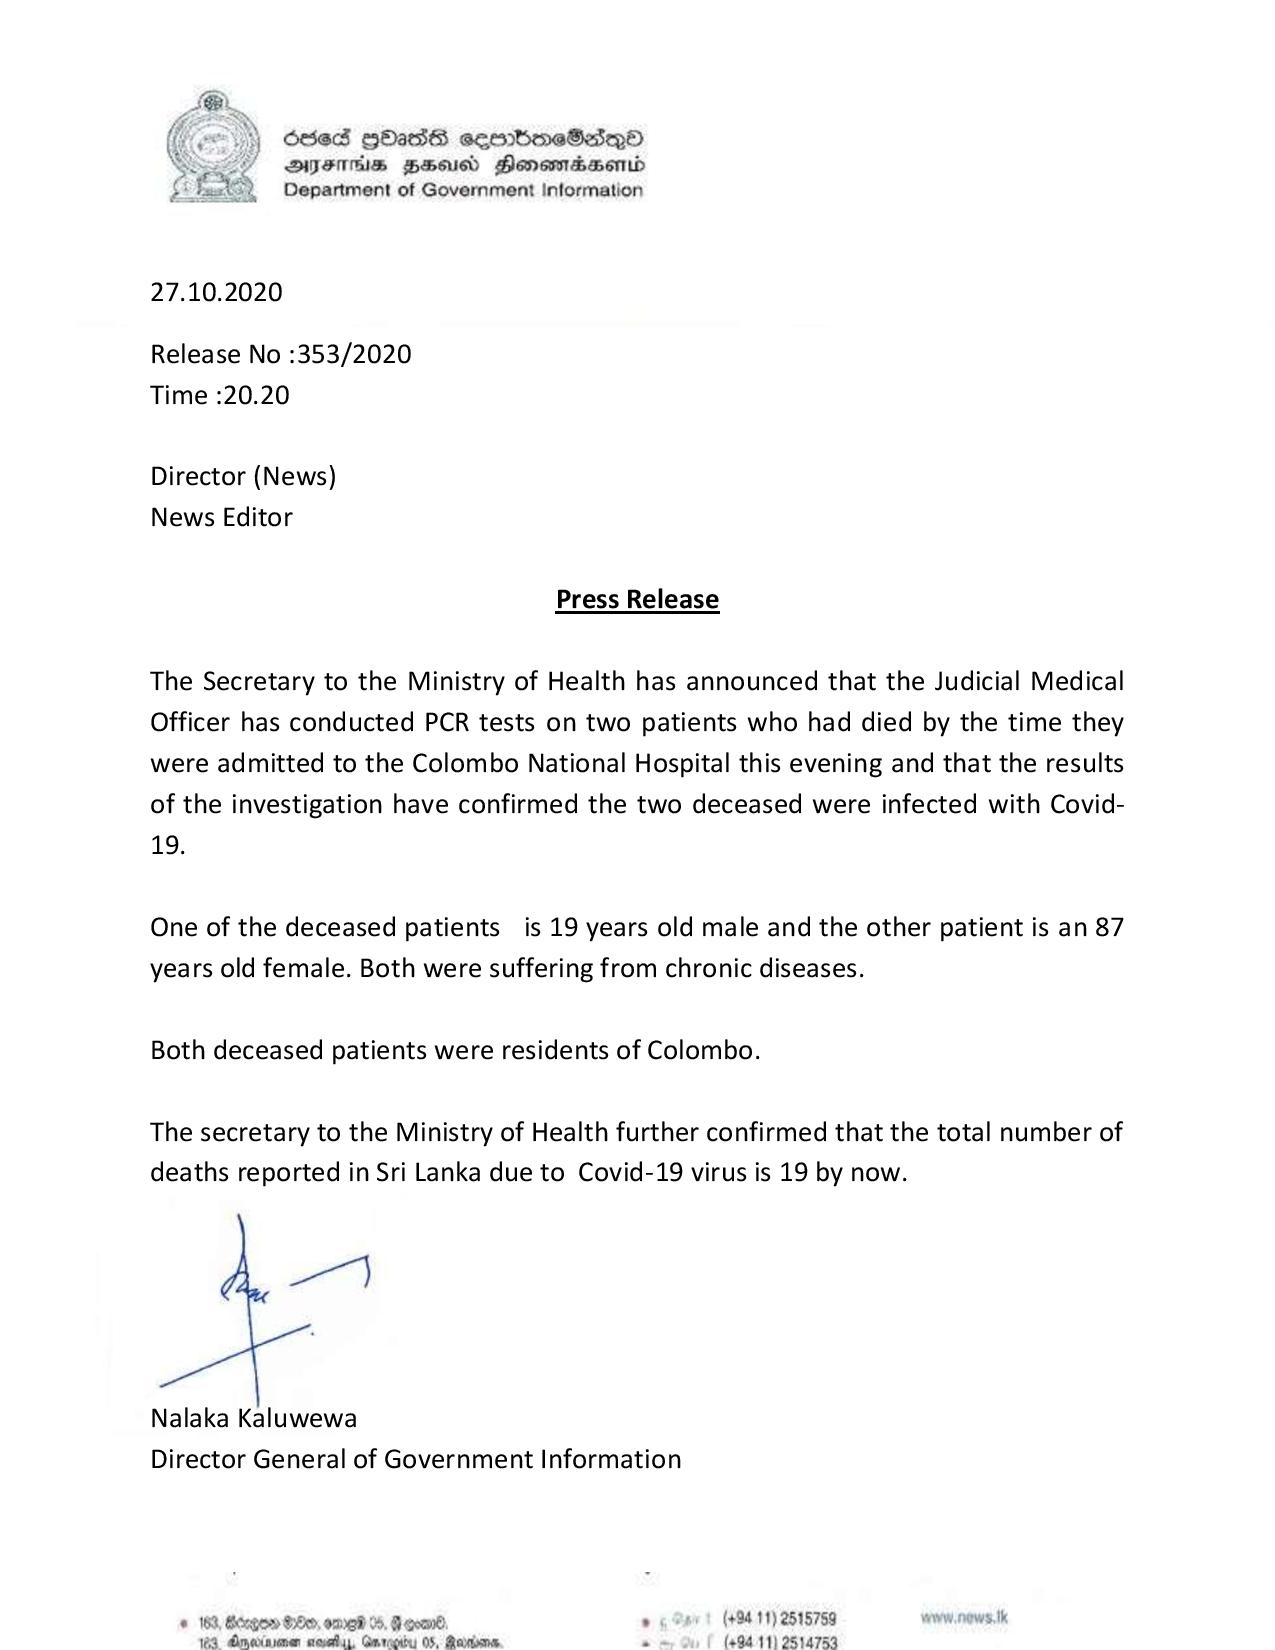 රජයේ ප්‍රවෘත්ති දෙපාර්තමේන්තුව
அரசாங்க தகவல் திணைக்களம்
Department of Government Information
27.10.2020
Release No :353/2020
Time :20.20
Director (News)
News Editor
Press Release
The Secretary to the Ministry of Health has announced that the Judicial Medical
Officer has conducted PCR tests on two patients who had died by the time they
were admitted to the Colombo National Hospital this evening and that the results
of the investigation have confirmed the two deceased were infected with Covid-
19.
One of the deceased patients is 19 years old male and the other patient is an 87
years old female. Both were suffering from chronic diseases.
Both deceased patients were residents of Colombo.
The secretary to the Ministry of Health further confirmed that the total number of
deaths reported in Sri Lanka due to Covid-19 virus is 19 by now.
Nalaka Kaluwewa
Director General of Government Information
163, කිරුලපන මාවත, කොළඹ 05, ශ්‍රී ලංකාව.
163, கிருலப்பனை வீதி, கொழும்பு 05, இலங்கை.
(+94 11) 2515759
(+94 11) 2514753
www.news.lk